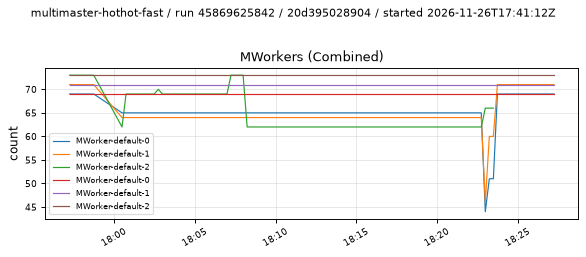 multimaster-hothot-fast / run 45869625842 / 20d395028904 / started 2026-11-26T17:41:12Z
MWorkers (Combined)
count
70
65
60
55
50
45
MWorker-default-0
MWorker-default-1
MWorker-default-2
MWorker-default-0
MWorker-default-1
MWorker-default-2
18:00
18:05
18:10
18:15
18:20
18:25